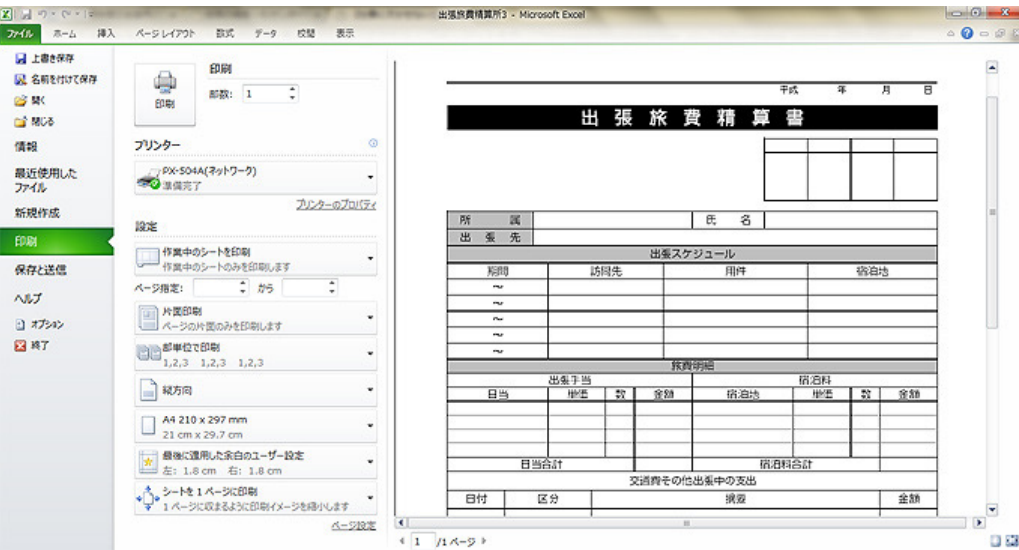 出張旅費精算所3 - Microsoft Excel
ファイル ホーム 挿入 ページ レイアウト 数式 データ 校閲 表示
上書き保存
名前を付けて保存
開く
閉じる
情報
最近使用した
ファイル
新規作成
印刷
保存と送信
ヘルプ
オプション
終了
印刷
印刷
部数: 1
プリンター
PX-504A(ネットワーク)
準備完了
プリンターのプロパティ
設定
作業中のシートを印刷
作業中のシートのみを印刷します
ページ指定: から
片面印刷
ページの片面のみを印刷します
部単位で印刷
1,2,3 1,2,3 1,2,3
縦方向
A4 210 x 297 mm
21 cm x 29.7 cm
最後に適用した余白のユーザー設定
左: 1.8 cm 右: 1.8 cm
シートを 1 ページに印刷
1 ページに収まるように印刷イメージを縮小します
ページ設定
平成 年 月 日
出張旅費精算書
所 属 氏 名
出 張 先
出張スケジュール
期間 訪問先 用件 宿泊地
～
～
～
～
～
旅費明細
出張手当 宿泊料
日当 単価 数 金額 宿泊地 単価 数 金額
日当合計 宿泊料合計
交通費その他出張中の支出
日付 区分 摘要 金額
1 /1 ページ